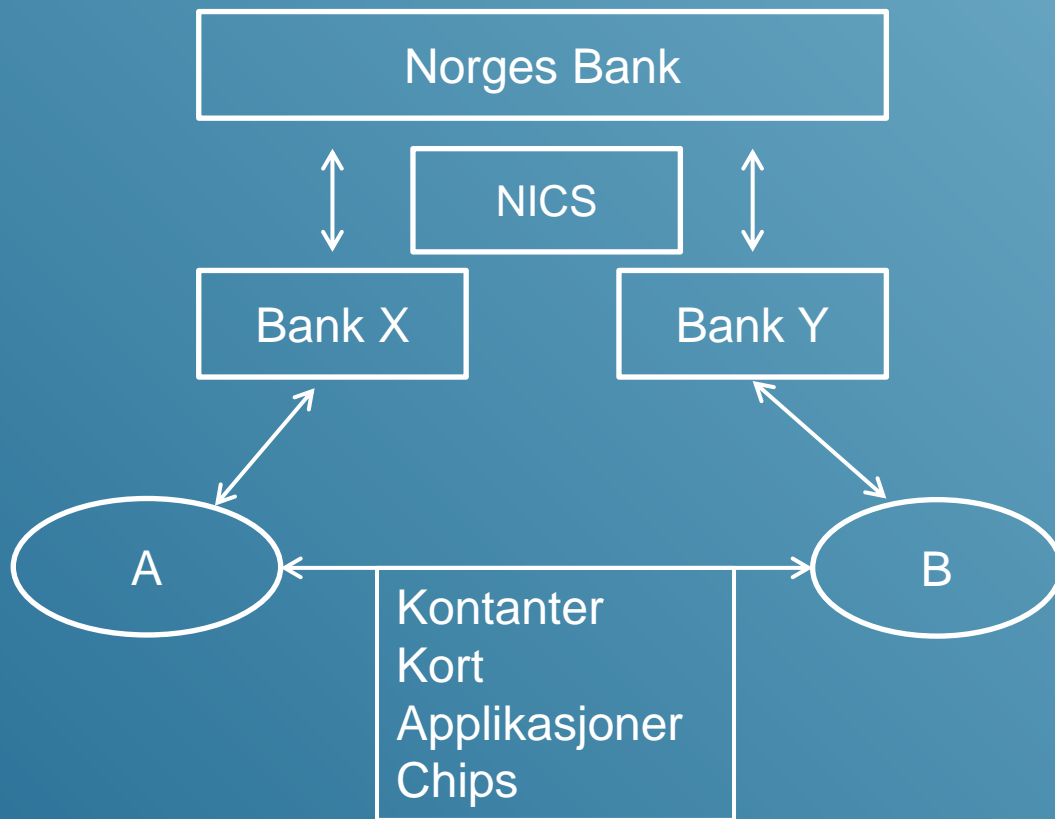 Norges Bank
NICS
Bank X
Bank Y
A
B
Kontanter
Kort
Applikasjoner
Chips